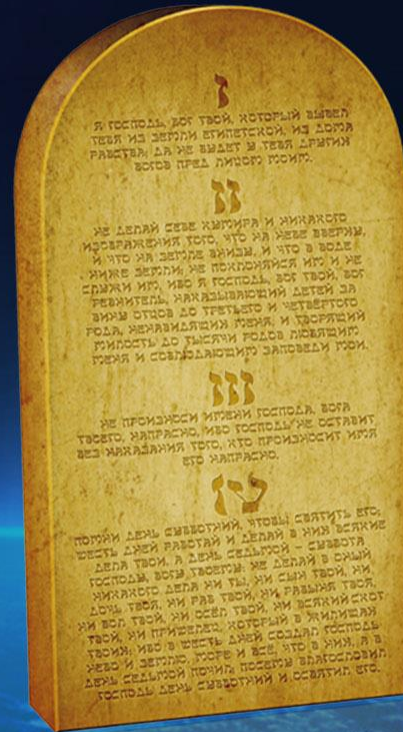 I
Я ГОСПОДЬ, БОГ ТВОЙ, КОТОРЫЙ ВЫВЕЛ
ТЕБЯ ИЗ ЗЕМЛИ ЕГИПЕТСКОЙ, ИЗ ДОМА
РАБСТВА; ДА НЕ БУДЕТ У ТЕБЯ ДРУГИХ
БОГОВ ПРЕД ЛИЦОМ МОИМ.
II
НЕ ДЕЛАЙ СЕБЕ КУМИРА И НИКАКОГО
ИЗОБРАЖЕНИЯ ТОГО, ЧТО НА НЕБЕ ВВЕРХУ,
И ЧТО НА ЗЕМЛЕ ВНИЗУ, И ЧТО В ВОДЕ
НИЖЕ ЗЕМЛИ; НЕ ПОКЛОНЯЙСЯ ИМ И НЕ
СЛУЖИ ИМ, ИБО Я ГОСПОДЬ, БОГ ТВОЙ, БОГ
РЕВНИТЕЛЬ, НАКАЗЫВАЮЩИЙ ДЕТЕЙ ЗА
ВИНУ ОТЦОВ ДО ТРЕТЬЕГО И ЧЕТВЁРТОГО
РОДА, НЕНАВИДЯЩИХ МЕНЯ, И ТВОРЯЩИЙ
МИЛОСТЬ ДО ТЫСЯЧИ РОДОВ ЛЮБЯЩИМ
МЕНЯ И СОБЛЮДАЮЩИМ ЗАПОВЕДИ МОИ.
III
НЕ ПРОИЗНОСИ ИМЕНИ ГОСПОДА, БОГА
ТВОЕГО, НАПРАСНО, ИБО ГОСПОДЬ НЕ ОСТАВИТ
БЕЗ НАКАЗАНИЯ ТОГО, КТО ПРОИЗНОСИТ ИМЯ
ЕГО НАПРАСНО.
IV
ПОМНИ ДЕНЬ СУББОТНИЙ, ЧТОБЫ СВЯТИТЬ ЕГО;
ШЕСТЬ ДНЕЙ РАБОТАЙ И ДЕЛАЙ В НИХ ВСЯКИЕ
ДЕЛА ТВОИ, А ДЕНЬ СЕДЬМОЙ – СУББОТА
ГОСПОДУ, БОГУ ТВОЕМУ: НЕ ДЕЛАЙ В ОНЫЙ
НИКАКОГО ДЕЛА НИ ТЫ, НИ СЫН ТВОЙ, НИ
ДОЧЬ ТВОЯ, НИ РАБ ТВОЙ, НИ РАБЫНЯ ТВОЯ,
НИ ВОЛ ТВОЙ, НИ ОСЁЛ ТВОЙ, НИ ВСЯКИЙ СКОТ
ТВОЙ, НИ ПРИШЕЛЕЦ, КОТОРЫЙ В ЖИЛИЩАХ
ТВОИХ; ИБО В ШЕСТЬ ДНЕЙ СОЗДАЛ ГОСПОДЬ
НЕБО И ЗЕМЛЮ, МОРЕ И ВСЕ, ЧТО В НИХ, А В
ДЕНЬ СЕДЬМОЙ ПОЧИЛ; ПОСЕМУ БЛАГОСЛОВИЛ
ГОСПОДЬ ДЕНЬ СУББОТНИЙ И ОСВЯТИЛ ЕГО.